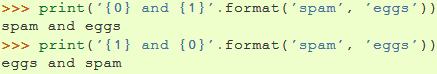 >>> print('{0} and {1}'.format('spam', 'eggs'))
spam and eggs
>>> print('{1} and {0}'.format('spam', 'eggs'))
eggs and spam